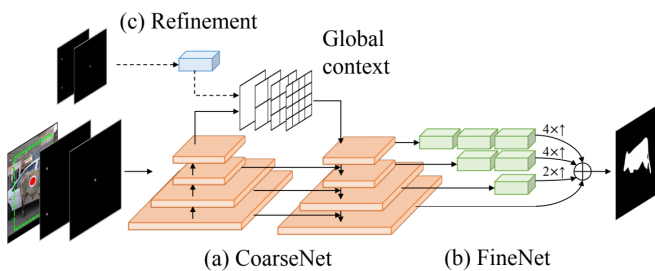 (c) Refinement
Global
context
4×↑
4×↑
2×↑
(a) CoarseNet
(b) FineNet